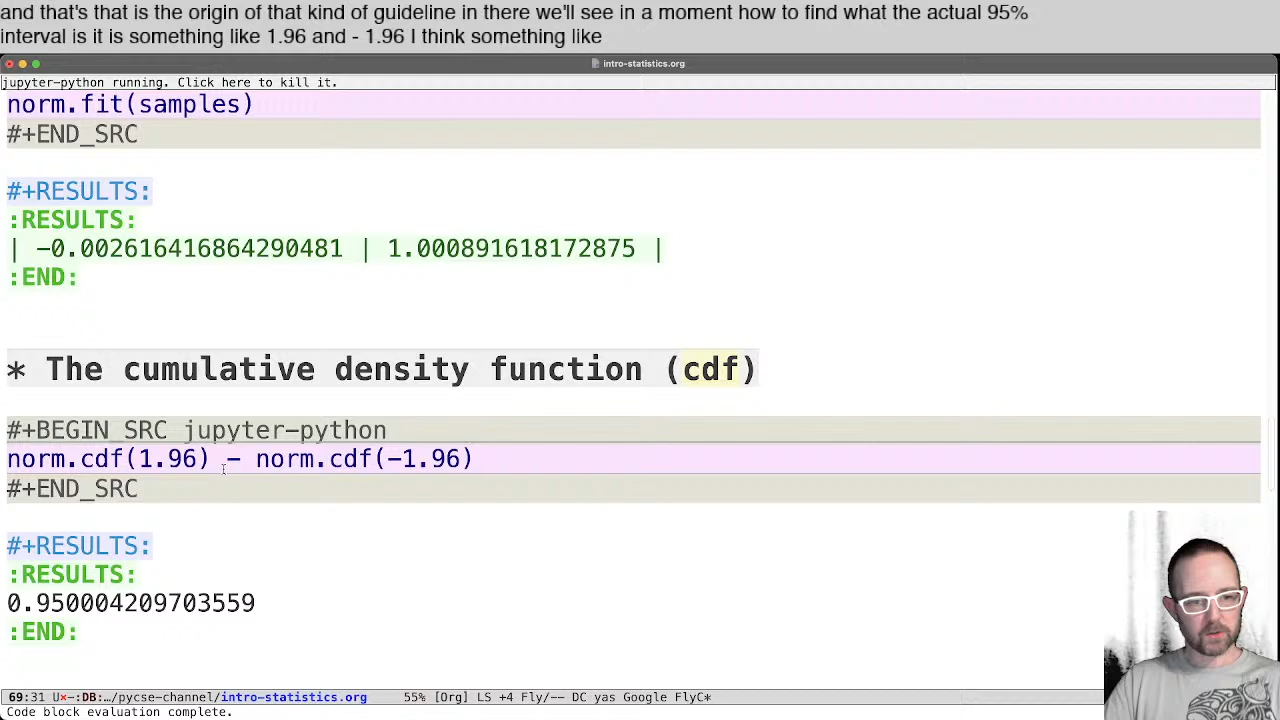 and that's that is the origin of that kind of guideline in there we'll see in a moment how to find what the actual 95%
interval is it is something like 1.96 and - 1.96 I think something like
intro-statistics.org
jupyter-python running. Click here to kill it.
norm.fit(samples)
#+END_SRC
#+RESULTS:
:RESULTS:
| -0.002616416864290481 | 1.000891618172875 |
:END:
* The cumulative density function (cdf)
#+BEGIN_SRC jupyter-python
norm.cdf(1.96) - norm.cdf(-1.96)
#+END_SRC
#+RESULTS:
:RESULTS:
0.950004209703559
:END:
69:31 U×-:DB:…/pycse-channel/intro-statistics.org 55% [Org] LS +4 Fly/-- DC yas Google FlyC*
Code block evaluation complete.